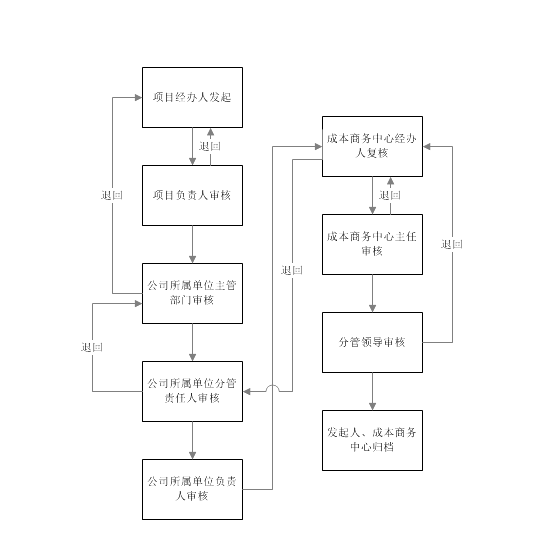 项目经办人发起
退回
项目负责人审核
退回
公司所属单位主管
部门审核
退回
公司所属单位分管
责任人审核
公司所属单位负责
人审核
成本商务中心经办
人复核
退回
成本商务中心主任
审核
退回
退回
分管领导审核
发起人、成本商务
中心归档